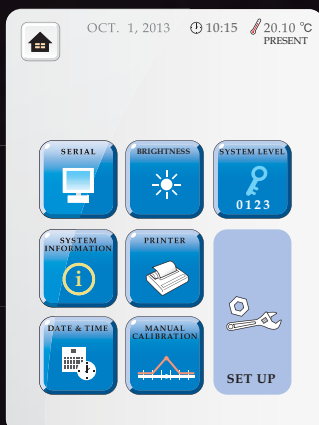 OCT. 1, 2013 10:15 20.10 °C
PRESENT
SERIAL
BRIGHTNESS
SYSTEM LEVEL
0123
SYSTEM
INFORMATION
i
PRINTER
DATE & TIME
MANUAL
CALIBRATION
SET UP